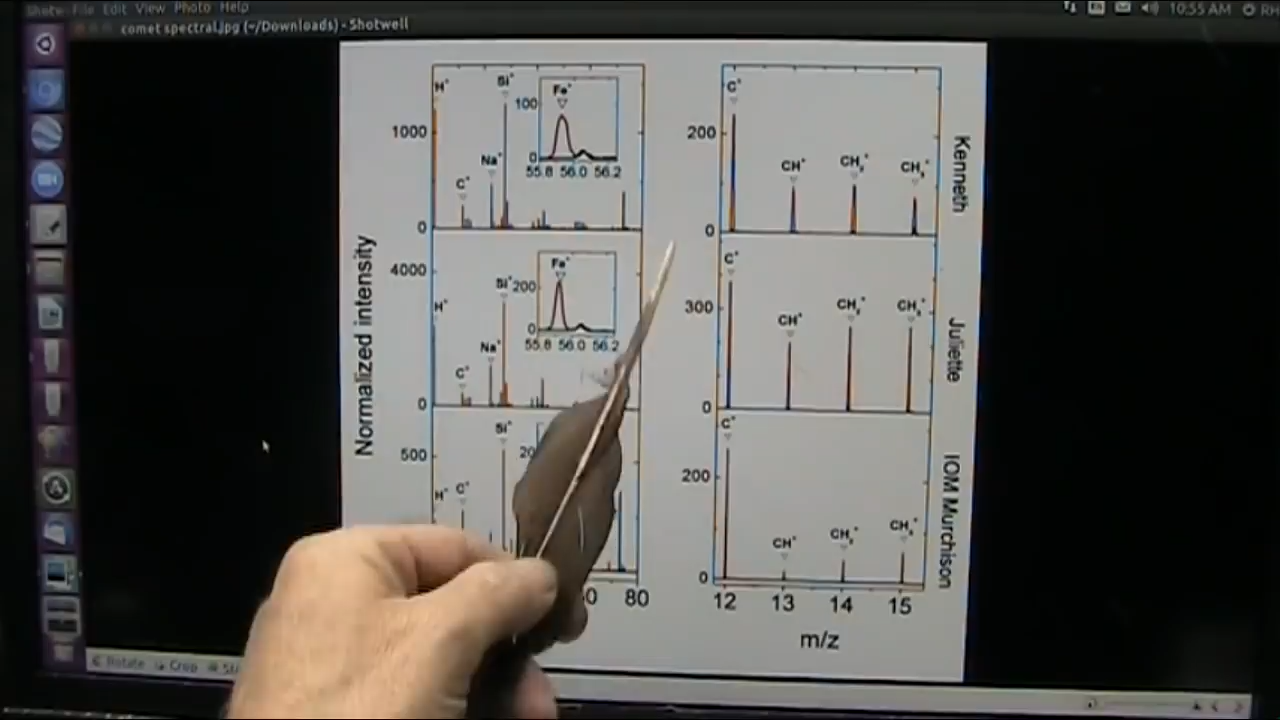 File Edit View Photo Help
10:55 AM
RH
comet spectral.jpg (~/Downloads) - Shotwell
Normalized intensity
1000
0
H⁺
C⁺
Na⁺
Si⁺
100
0
Fe⁺
55.8 56.0 56.2
4000
0
H⁺
C⁺
Na⁺
Si⁺
200
0
Fe⁺
55.8 56.0 56.2
500
H⁺
C⁺
Si⁺
80
200
0
C⁺
CH⁺
CH₂⁺
CH₃⁺
Kenneth
300
0
C⁺
CH⁺
CH₂⁺
CH₃⁺
Juliette
200
0
C⁺
CH⁺
CH₂⁺
CH₃⁺
IOM Murchison
12 13 14 15
m/z
Rotate Crop